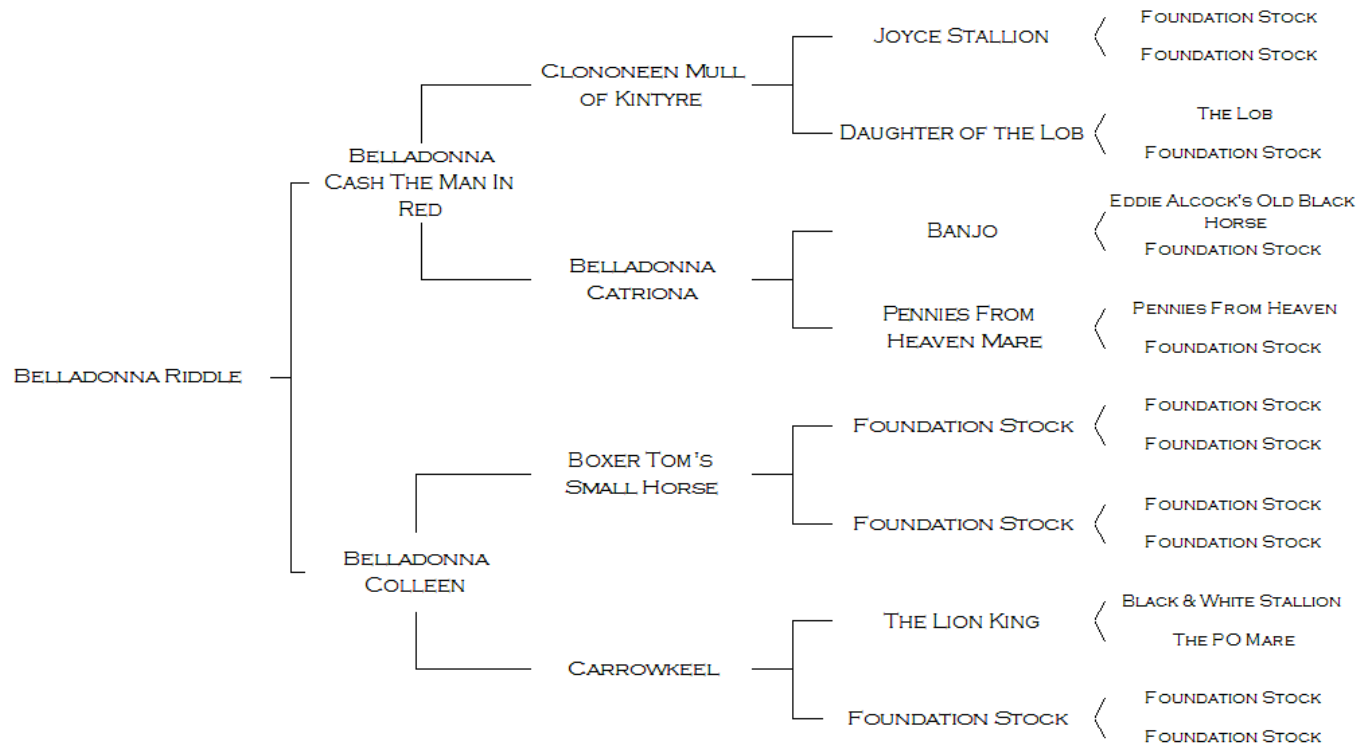 Foundation Stock
Joyce Stallion
Foundation Stock
Clononeen Mull
of Kintyre
The Lob
Daughter of the Lob
Foundation Stock
Belladonna
Cash The Man In
Red
Eddie Alcock's Old Black
Horse
Banjo
Foundation Stock
Belladonna
Catriona
Pennies From Heaven
Pennies From
Heaven Mare
Foundation Stock
Belladonna Riddle
Foundation Stock
Foundation Stock
Foundation Stock
Boxer Tom's
Small Horse
Foundation Stock
Foundation Stock
Foundation Stock
Belladonna
Colleen
Black & White Stallion
The Lion King
The PO Mare
Carrowkeel
Foundation Stock
Foundation Stock
Foundation Stock